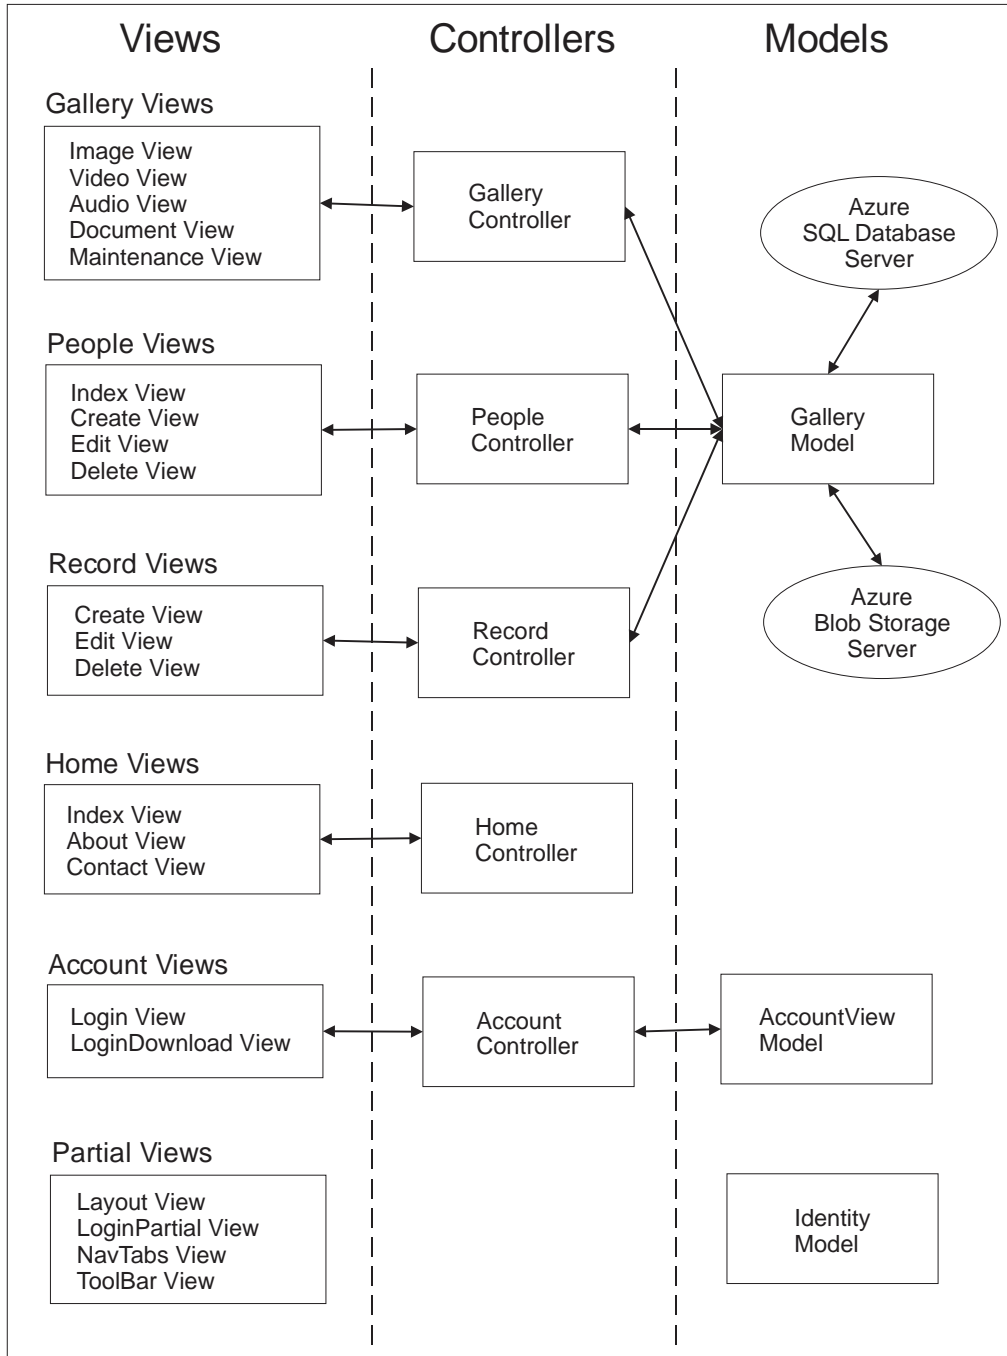 Views
Controllers
Models
Gallery Views
Image View
Video View
Audio View
Document View
Maintenance View
Gallery
Controller
Azure
SQL Database
Server
People Views
Index View
Create View
Edit View
Delete View
People
Controller
Gallery
Model
Record Views
Create View
Edit View
Delete View
Record
Controller
Azure
Blob Storage
Server
Home Views
Index View
About View
Contact View
Home
Controller
Account Views
Login View
LoginDownload View
Account
Controller
AccountView
Model
Partial Views
Layout View
LoginPartial View
NavTabs View
ToolBar View
Identity
Model